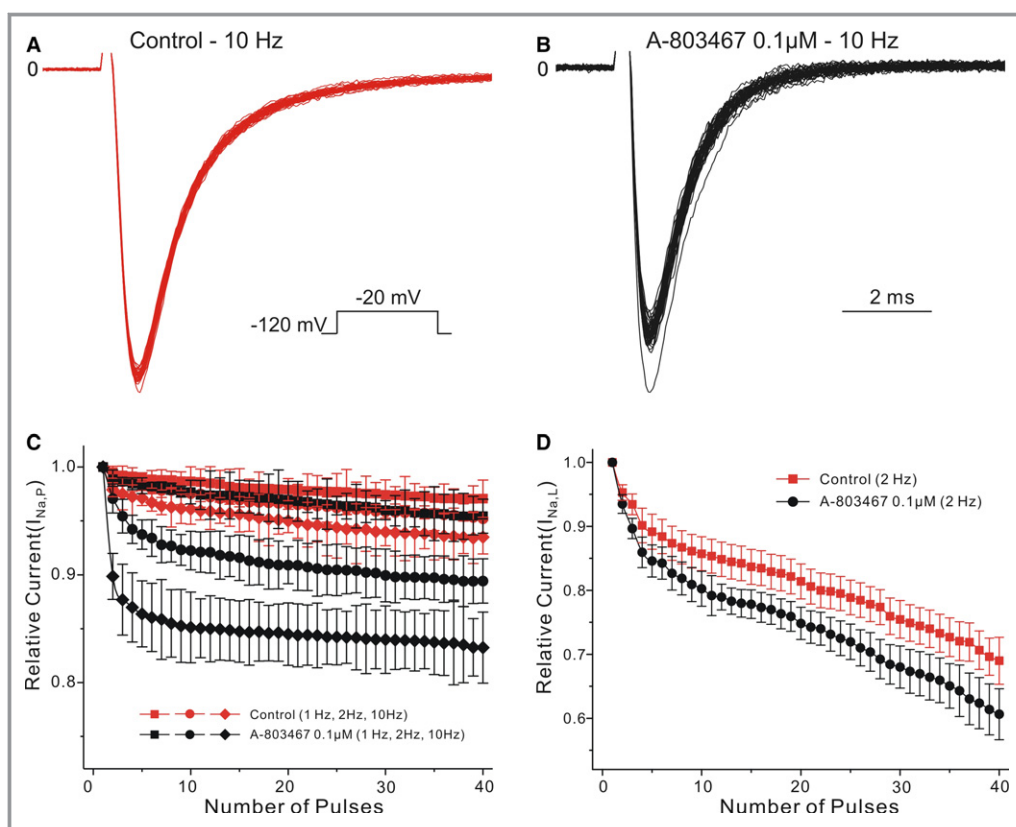 A
Control - 10 Hz
0
-20 mV
-120 mV
B
A-803467 0.1µM - 10 Hz
0
2 ms
C
Relative Current(I_Na,P)
1.0
0.9
0.8
Control (1 Hz, 2Hz, 10Hz)
A-803467 0.1µM (1 Hz, 2Hz, 10Hz)
0 10 20 30 40
Number of Pulses
D
Relative Current(I_Na,L)
1.0
0.9
0.8
0.7
0.6
Control (2 Hz)
A-803467 0.1µM (2 Hz)
0 10 20 30 40
Number of Pulses